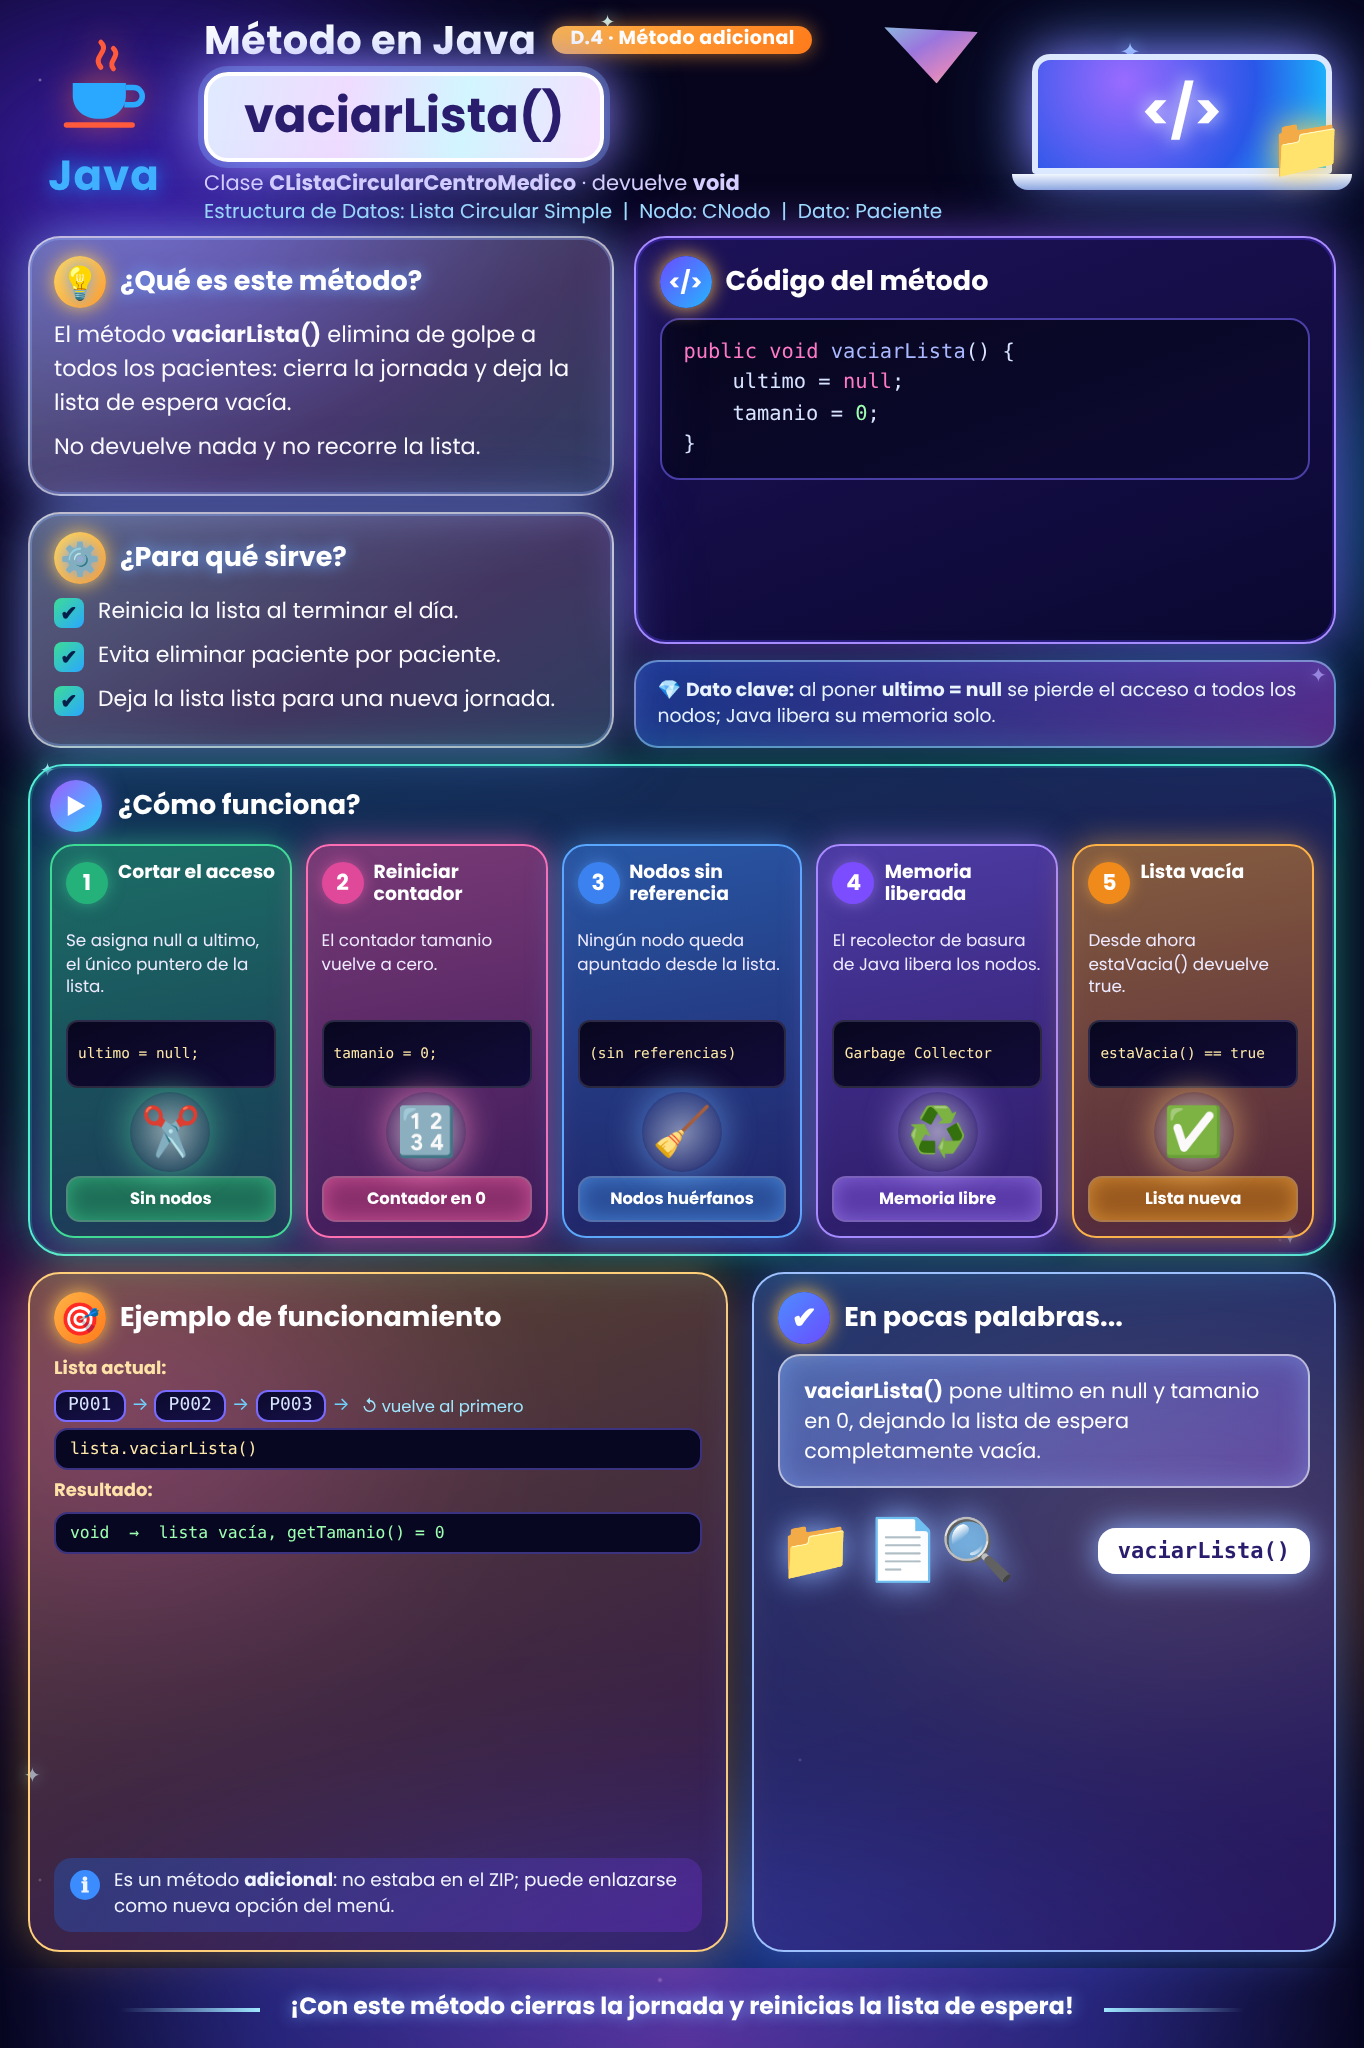 Java
Método en Java
D.4 · Método adicional
vaciarLista()
Clase CListaCircularCentroMedico · devuelve void
Estructura de Datos: Lista Circular Simple | Nodo: CNodo | Dato: Paciente
</>
¿Qué es este método?
El método vaciarLista() elimina de golpe a
todos los pacientes: cierra la jornada y deja la
lista de espera vacía.
No devuelve nada y no recorre la lista.
¿Para qué sirve?
Reinicia la lista al terminar el día.
Evita eliminar paciente por paciente.
Deja la lista lista para una nueva jornada.
</> Código del método
public void vaciarLista() {
ultimo = null;
tamanio = 0;
}
Dato clave: al poner ultimo = null se pierde el acceso a todos los
nodos; Java libera su memoria solo.
¿Cómo funciona?
1 Cortar el acceso
Se asigna null a ultimo,
el único puntero de la
lista.
ultimo = null;
Sin nodos
2 Reiniciar
contador
El contador tamanio
vuelve a cero.
tamanio = 0;
1 2
3 4
Contador en 0
3 Nodos sin
referencia
Ningún nodo queda
apuntado desde la lista.
(sin referencias)
Nodos huérfanos
4 Memoria
liberada
El recolector de basura
de Java libera los nodos.
Garbage Collector
Memoria libre
5 Lista vacía
Desde ahora
estaVacia() devuelve
true.
estaVacia() == true
Lista nueva
Ejemplo de funcionamiento
Lista actual:
P001 → P002 → P003 → ↺ vuelve al primero
lista.vaciarLista()
Resultado:
void → lista vacía, getTamanio() = 0
Es un método adicional: no estaba en el ZIP; puede enlazarse
como nueva opción del menú.
En pocas palabras...
vaciarLista() pone ultimo en null y tamanio
en 0, dejando la lista de espera
completamente vacía.
vaciarLista()
¡Con este método cierras la jornada y reinicias la lista de espera!